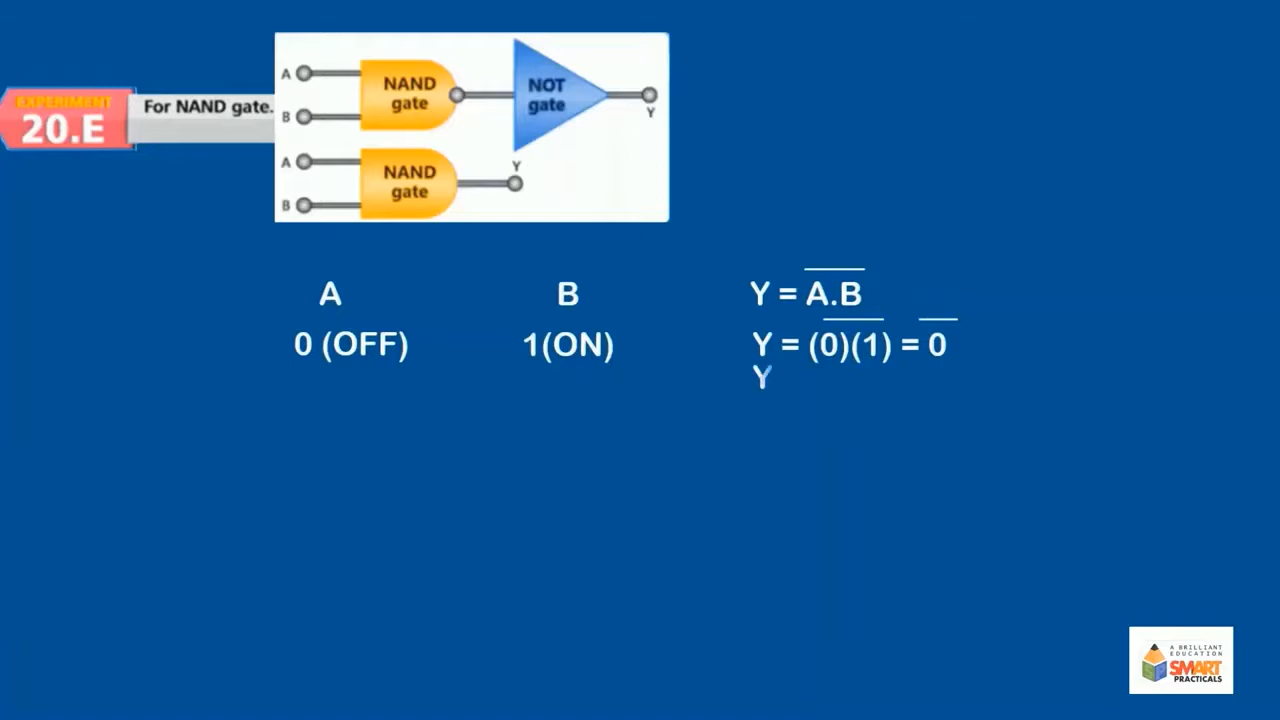 EXPERIMENT
20.E
For NAND gate.
A
B
NAND
gate
NOT
gate
Y
A
B
NAND
gate
Y
A B Y = A̅.̅B̅
0 (OFF) 1(ON) Y = (̅0̅)̅(̅1̅)̅ = 0̅
Y
A BRILLIANT
EDUCATION
SMART
PRACTICALS